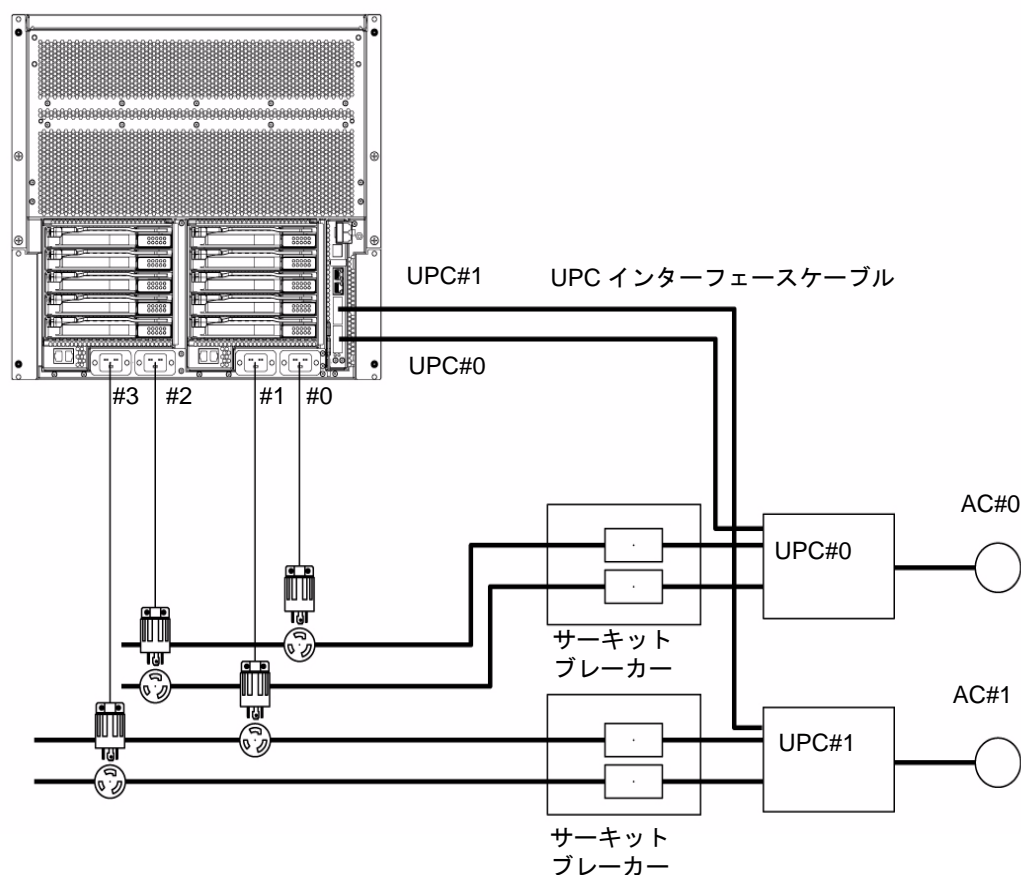 UPC#1
UPC インターフェースケーブル
UPC#0
#3
#2
#1
#0
AC#0
UPC#0
サーキット
ブレーカー
AC#1
UPC#1
サーキット
ブレーカー